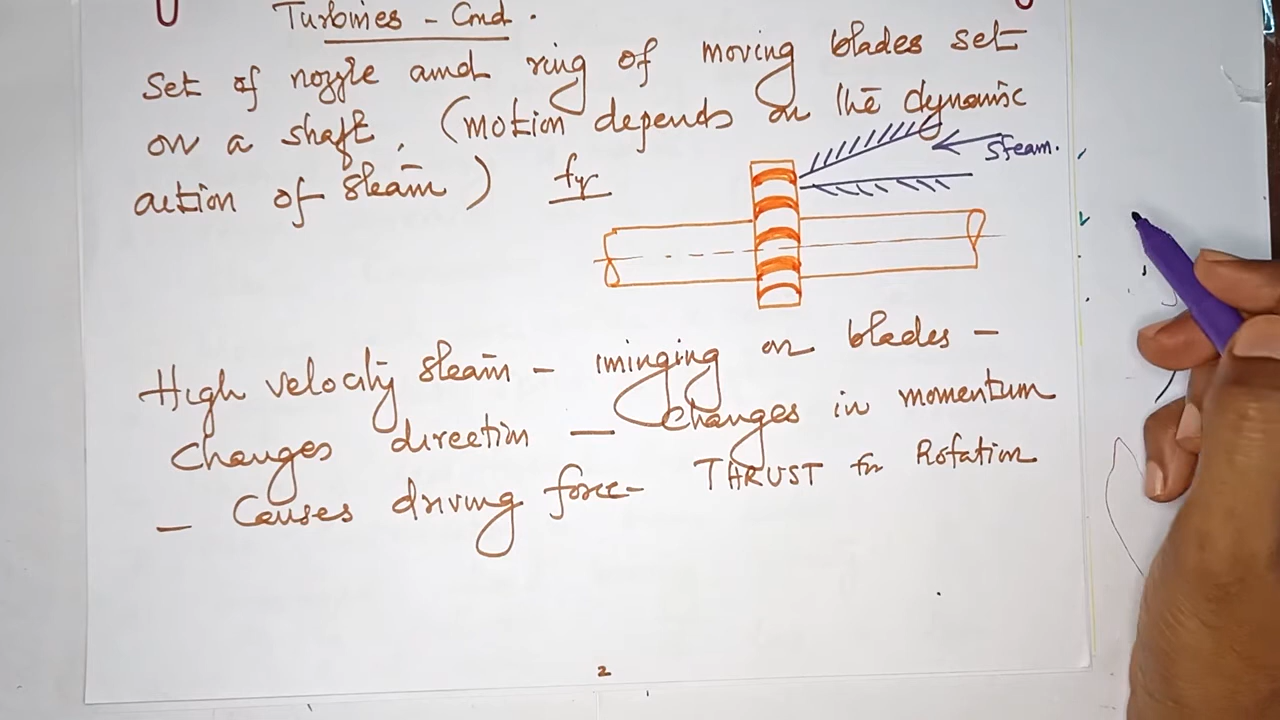 Turbines - Cmd.
Set of nozzle and ring of moving blades set
on a shaft. (motion depends on the dynamic
action of steam) fyr
Steam.
High velocity steam - iminging on blades -
changes direction - changes in momentum
- Causes driving force - THRUST for Rotation
2